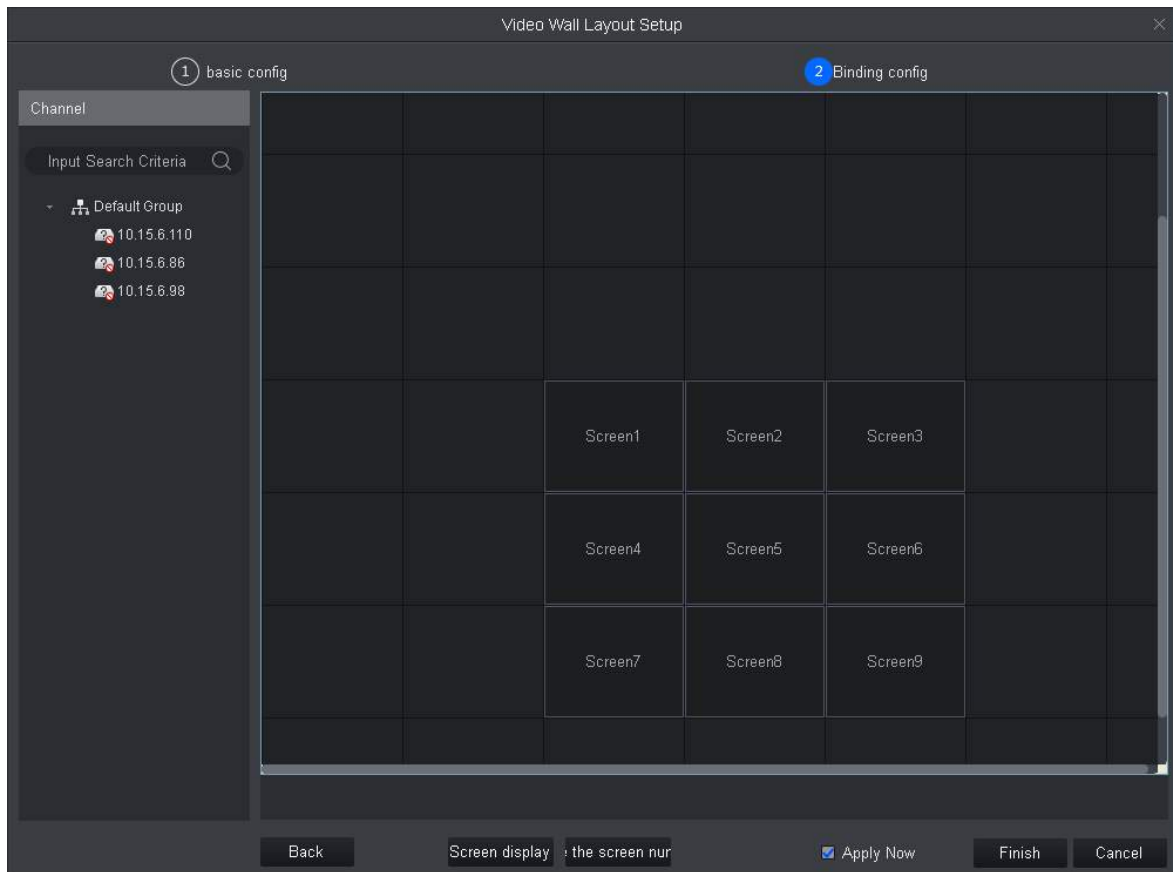 Video Wall Layout Setup
1 basic config
2 Binding config
Channel
Input Search Criteria
Default Group
10.15.6.110
10.15.6.86
10.15.6.98
Screen1 Screen2 Screen3
Screen4 Screen5 Screen6
Screen7 Screen8 Screen9
Back Screen display the screen nur Apply Now Finish Cancel